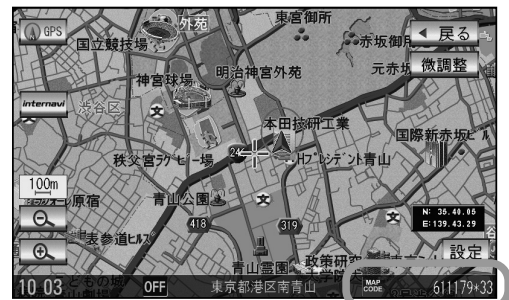 外苑
東宮御所
GPS
国立競技場
赤坂御
◀ 戻る
神宮球場
明治神宮外苑
元赤坂
微調整
internavi
渋谷区
本田技研工業
国際新赤坂ビル
246
秩父宮ラグビー場
Hプレジデント青山
100m
原宿
青山公園
418
319
N: 35.40.05
E:139.43.29
表参道ヒルズ
設定
青山霊園
政策研究
10 03
どもの城
OFF
東京都港区南青山
MAP CODE
611179*33